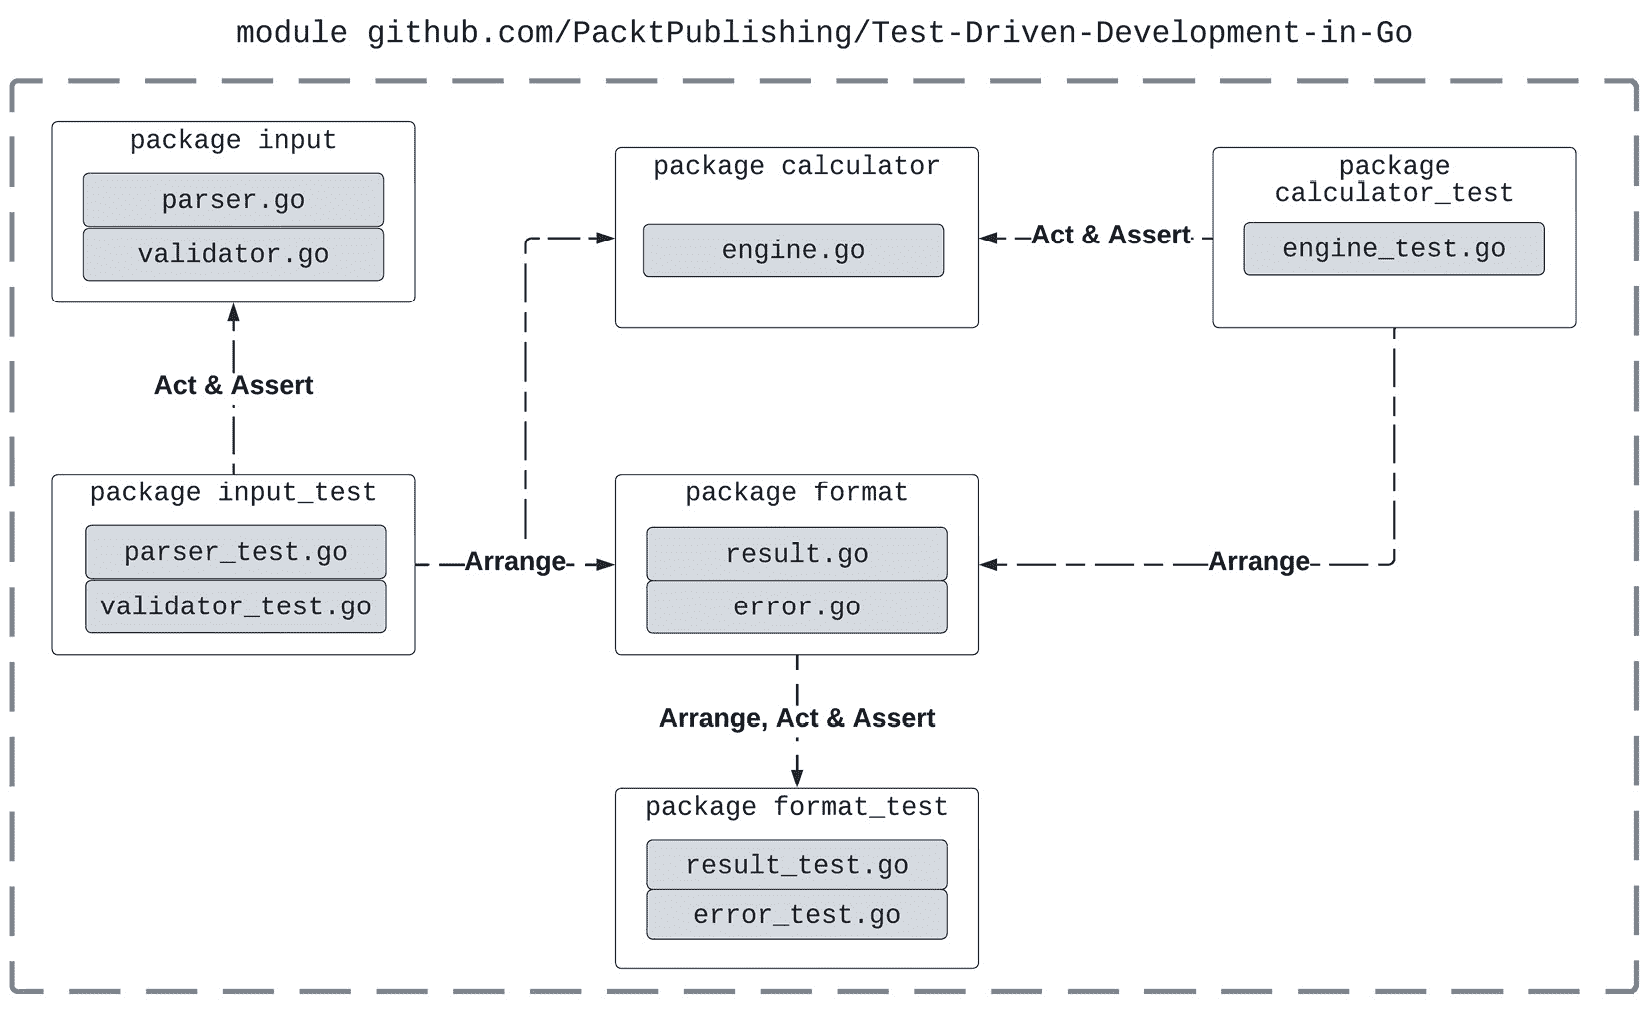 module github.com/PacktPublishing/Test-Driven-Development-in-Go
package input
parser.go
validator.go
package calculator
engine.go
package
calculator_test
engine_test.go
Act & Assert
Act & Assert
package input_test
parser_test.go
validator_test.go
Arrange
package format
result.go
error.go
Arrange
Arrange, Act & Assert
package format_test
result_test.go
error_test.go